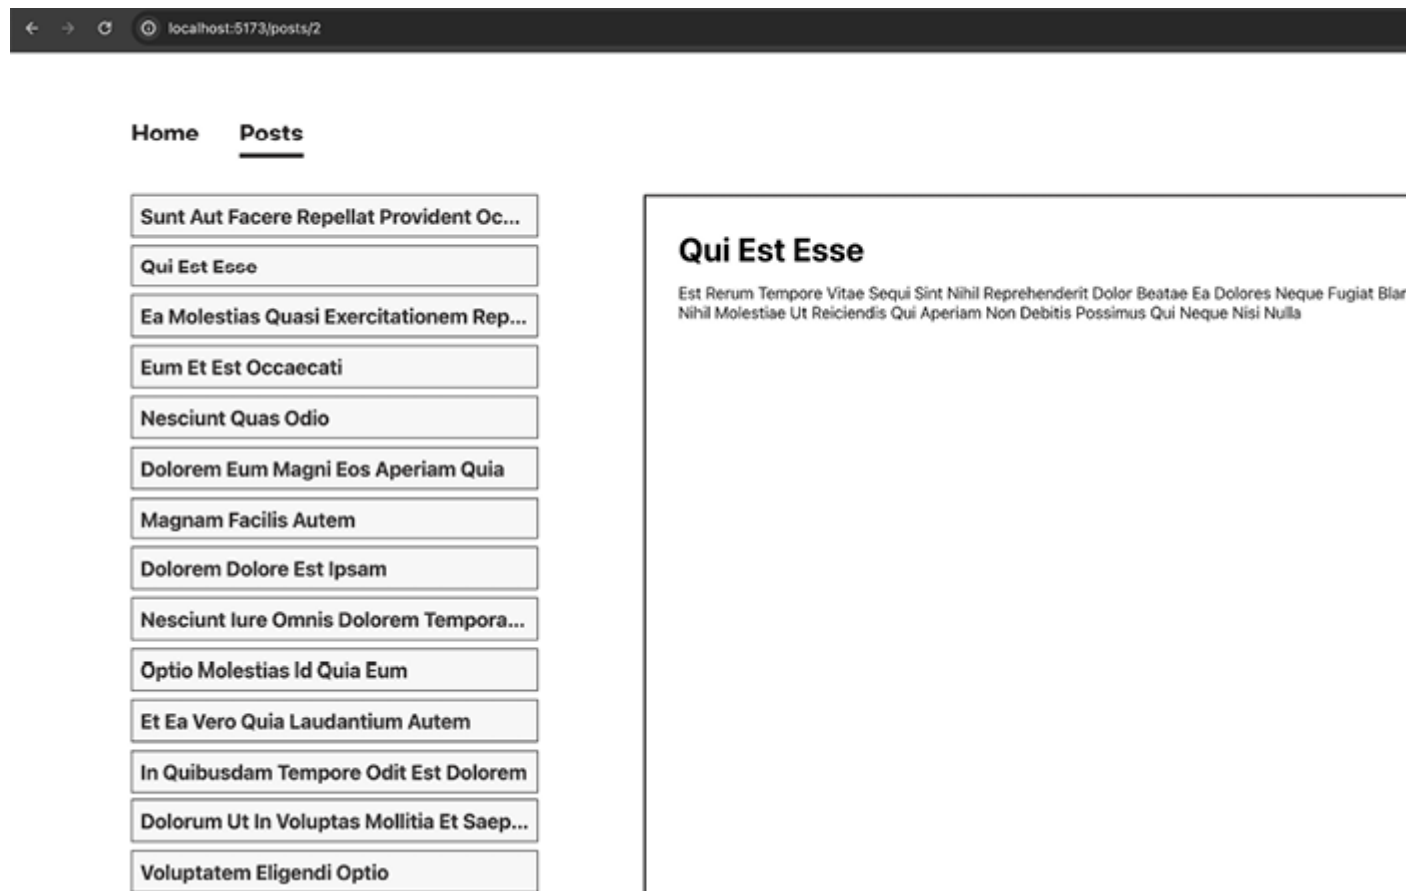 localhost:5173/posts/2
Home Posts
Sunt Aut Facere Repellat Provident Oc...
Qui Est Esse
Ea Molestias Quasi Exercitationem Rep...
Eum Et Est Occaecati
Nesciunt Quas Odio
Dolorem Eum Magni Eos Aperiam Quia
Magnam Facilis Autem
Dolorem Dolore Est Ipsam
Nesciunt Iure Omnis Dolorem Tempora...
Optio Molestias Id Quia Eum
Et Ea Vero Quia Laudantium Autem
In Quibusdam Tempore Odit Est Dolorem
Dolorum Ut In Voluptas Mollitia Et Saep...
Voluptatem Eligendi Optio
Qui Est Esse
Est Rerum Tempore Vitae Sequi Sint Nihil Reprehenderit Dolor Beatae Ea Dolores Neque Fugiat
Nihil Molestiae Ut Reiciendis Qui Aperiam Non Debitis Possimus Qui Neque Nisi Nulla